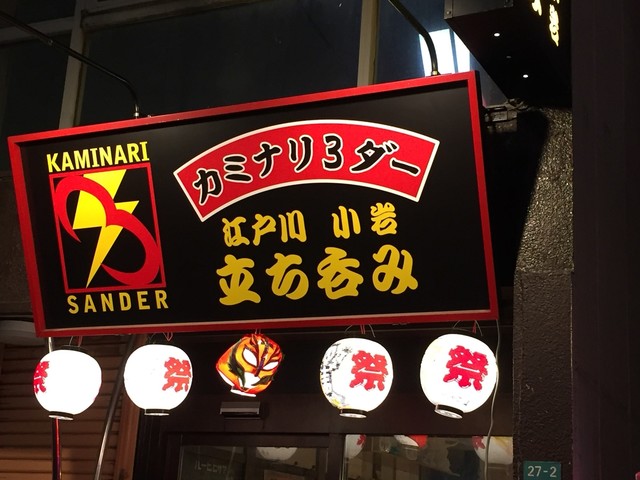 KAMINARI
3
SANDER
カミナリ3ダー
江戸川 小岩
立ち呑み
祭
祭
祭
祭
27-2